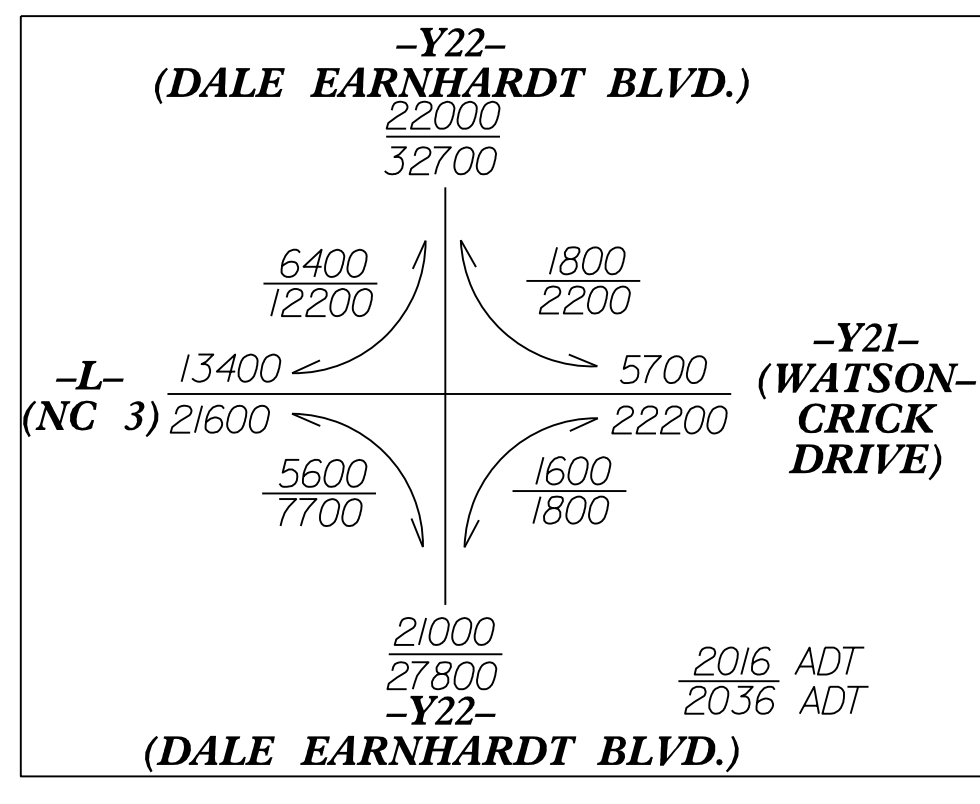 –Y22–
(DALE EARNHARDT BLVD.)
22000
32700
6400
12200
1800
2200
–L–
(NC 3)
13400
21600
5700
22200
–Y21–
(WATSON–
CRICK
DRIVE)
5600
7700
1600
1800
21000
27800
–Y22–
(DALE EARNHARDT BLVD.)
2016 ADT
2036 ADT